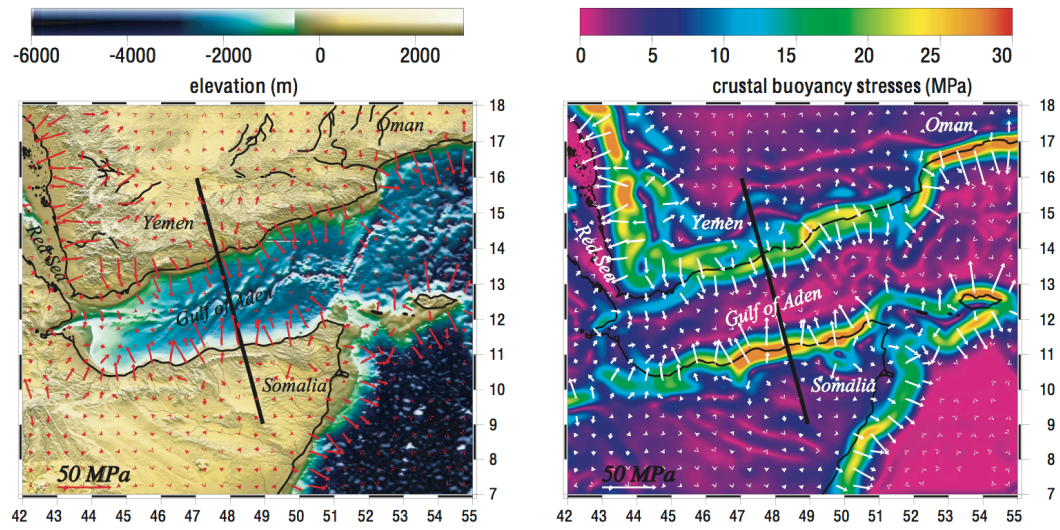 -6000 -4000 -2000 0 2000
elevation (m)
0 5 10 15 20 25 30
crustal buoyancy stresses (MPa)
Oman
Yemen
Red Sea
Gulf of Aden
Somalia
50 MPa
18
17
16
15
14
13
12
11
10
9
8
7
42 43 44 45 46 47 48 49 50 51 52 53 54 55
Oman
Yemen
Red Sea
Gulf of Aden
Somalia
50 MPa
18
17
16
15
14
13
12
11
10
9
8
7
42 43 44 45 46 47 48 49 50 51 52 53 54 55